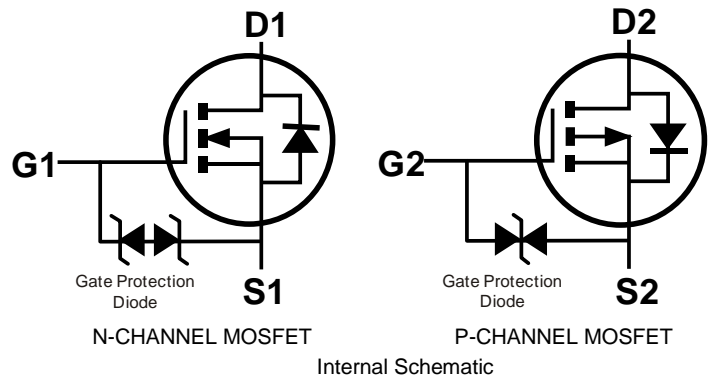 D1
D2
G1
G2
Gate Protection
Diode
Gate Protection
Diode
S1
S2
N-CHANNEL MOSFET
P-CHANNEL MOSFET
Internal Schematic